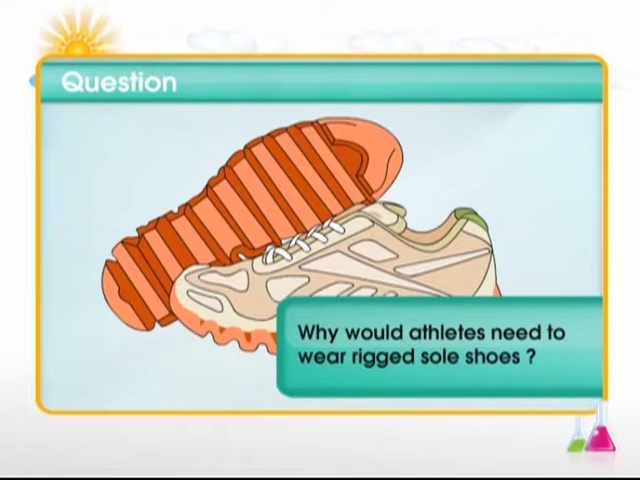 Question
Why would athletes need to
wear rigged sole shoes ?